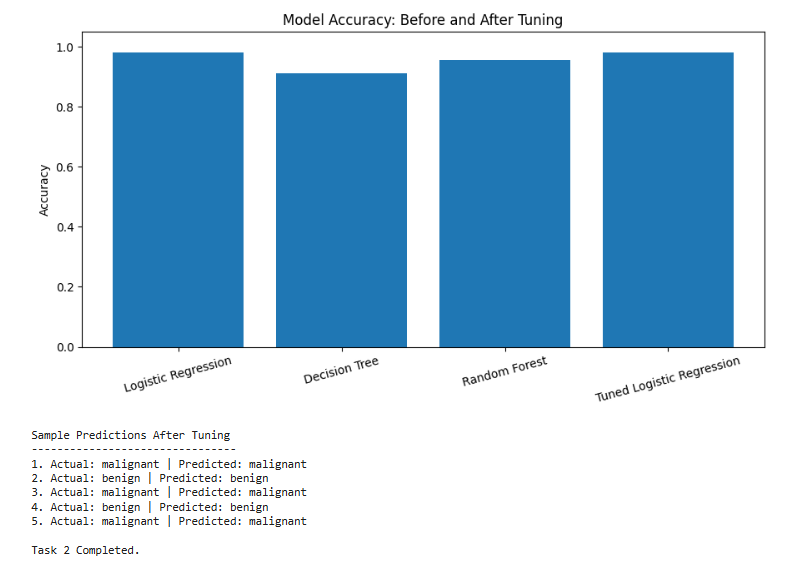 Model Accuracy: Before and After Tuning
1.0
0.8
0.6
0.4
0.2
0.0
Accuracy
Logistic Regression
Decision Tree
Random Forest
Tuned Logistic Regression
Sample Predictions After Tuning
--------------------------------
1. Actual: malignant | Predicted: malignant
2. Actual: benign | Predicted: benign
3. Actual: malignant | Predicted: malignant
4. Actual: benign | Predicted: benign
5. Actual: malignant | Predicted: malignant
Task 2 Completed.